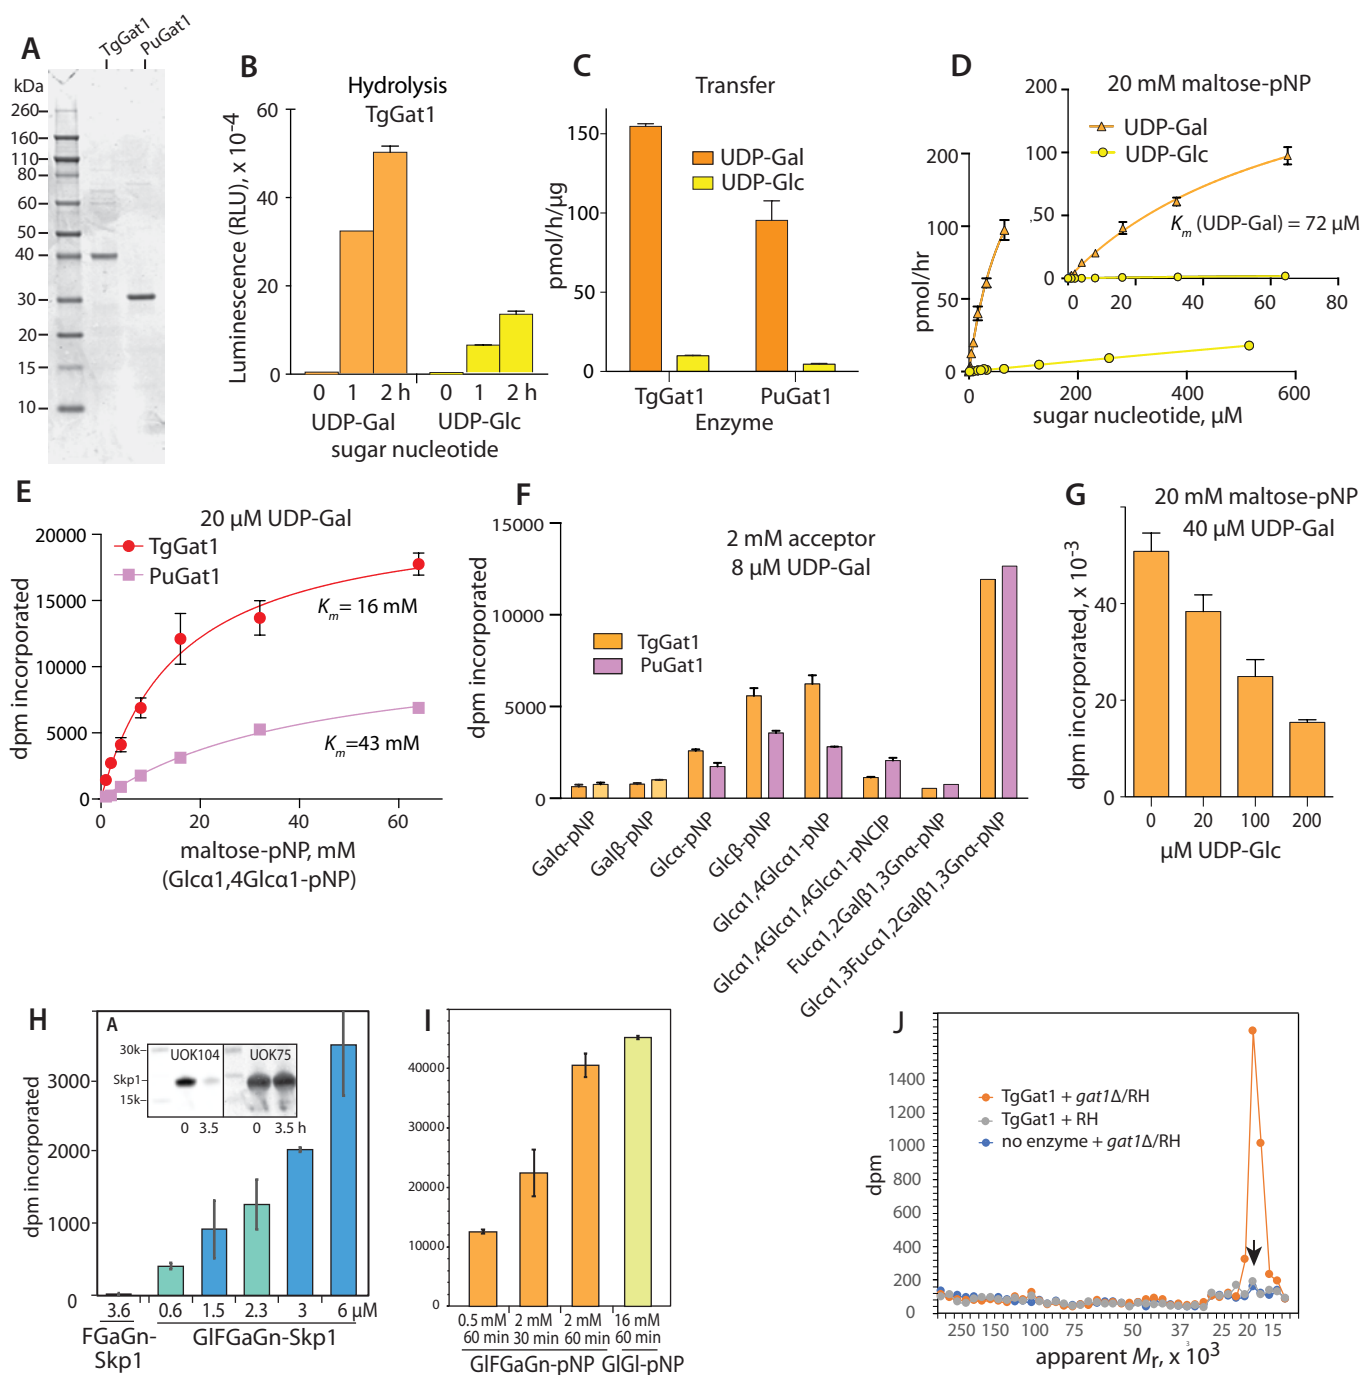 A
TgGat1
PuGat1
kDa
260
160
110
80
60
50
40
30
20
15
10
B
Hydrolysis
TgGat1
Luminescence (RLU), x 10⁻⁴
60
40
20
0
0 1 2 h 0 1 2 h
UDP-Gal UDP-Glc
sugar nucleotide
C
Transfer
pmol/h/µg
150
100
50
0
UDP-Gal
UDP-Glc
TgGat1 PuGat1
Enzyme
D
20 mM maltose-pNP
200
100
50
0
UDP-Gal
UDP-Glc
Km (UDP-Gal) = 72 µM
0 20 40 60 80
pmol/hr
200
100
50
0
0 200 400 600
sugar nucleotide, µM
E
20 µM UDP-Gal
dpm incorporated
20000
15000
10000
5000
0
TgGat1
PuGat1
Km= 16 mM
Km=43 mM
0 20 40 60
maltose-pNP, mM
(Glcα1,4Glcα1-pNP)
F
2 mM acceptor
8 µM UDP-Gal
dpm incorporated
15000
10000
5000
0
TgGat1
PuGat1
Galα-pNP
Galβ-pNP
Glcα-pNP
Glcβ-pNP
Glcα1,4Glcα1-pNP
Glcα1,4Glcα1,4Glcα1-pNClP
Fucα1,2Galβ1,3Gnα-pNP
Glcα1,3Fucα1,2Galβ1,3Gnα-pNP
G
20 mM maltose-pNP
40 µM UDP-Gal
dpm incorporated, x 10⁻³
40
20
0
0 20 100 200
µM UDP-Glc
H
A
dpm incorporated
3000
2000
1000
0
30k
Skp1
15k
UOK104 UOK75
0 3.5 0 3.5 h
3.6 0.6 1.5 2.3 3 6 µM
FGaGn-
Skp1
GlFGaGn-Skp1
I
40000
30000
20000
10000
0
0.5 mM 2 mM 2 mM 16 mM
60 min 30 min 60 min 60 min
GlFGaGn-pNP GlGl-pNP
J
dpm
1400
1200
1000
800
600
400
200
0
TgGat1 + gat1Δ/RH
TgGat1 + RH
no enzyme + gat1Δ/RH
250 150 100 75 50 37 25 20 15
apparent Mr, x 10³